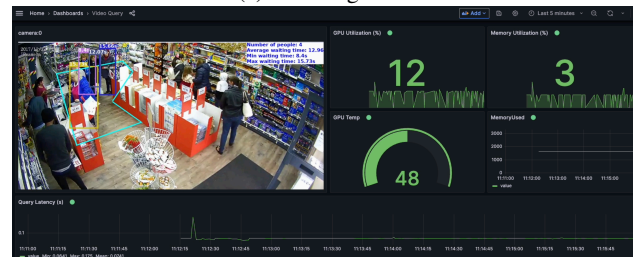 Home > Dashboards > Video Query
Add
Last 5 minutes
camera:0
Number of people: 4
Average waiting time: 12.96
Min waiting time: 8.4s
Max waiting time: 15.73s
15.66s
GPU Utilization (%)
12
Memory Utilization (%)
3
GPU Temp
48
MemoryUsed
3000
2000
1000
0
11:11:00 11:12:00 11:13:00 11:14:00 11:15:00
value
Query Latency (s)
0.1
11:11:00 11:11:15 11:11:30 11:11:45 11:12:00 11:12:15 11:12:30 11:12:45 11:13:00 11:13:15 11:13:30 11:13:45 11:14:00 11:14:15 11:14:30 11:14:45 11:15:00 11:15:15 11:15:30 11:15:45